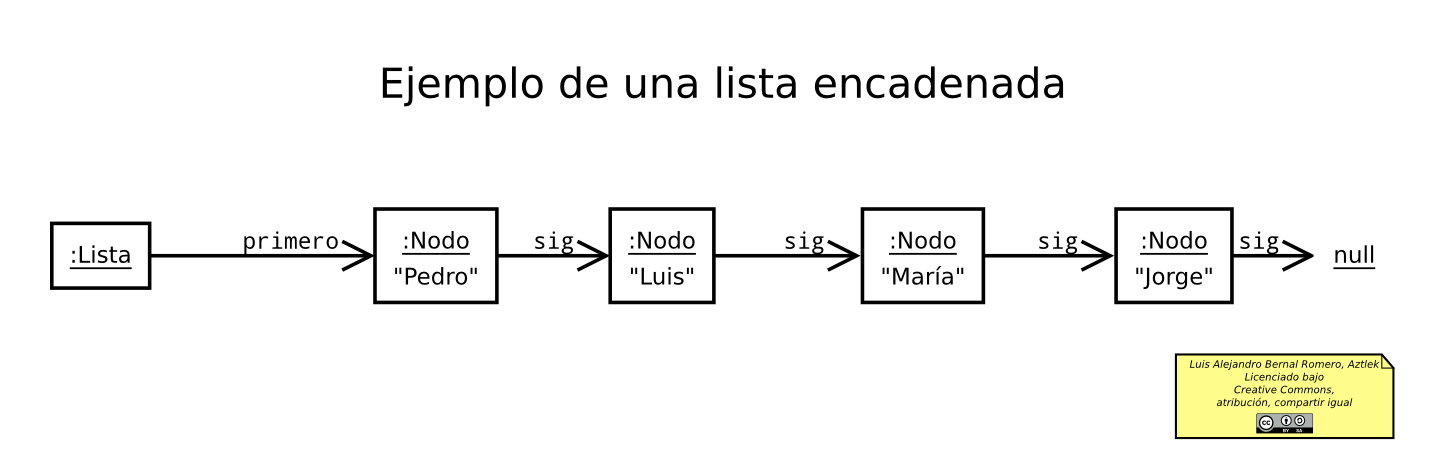 Ejemplo de una lista encadenada
:Lista
primero
:Nodo
"Pedro"
sig
:Nodo
"Luis"
sig
:Nodo
"María"
sig
:Nodo
"Jorge"
sig
null
Luis Alejandro Bernal Romero, Aztlek
Licenciado bajo
Creative Commons,
atribución, compartir igual
cc
BY SA